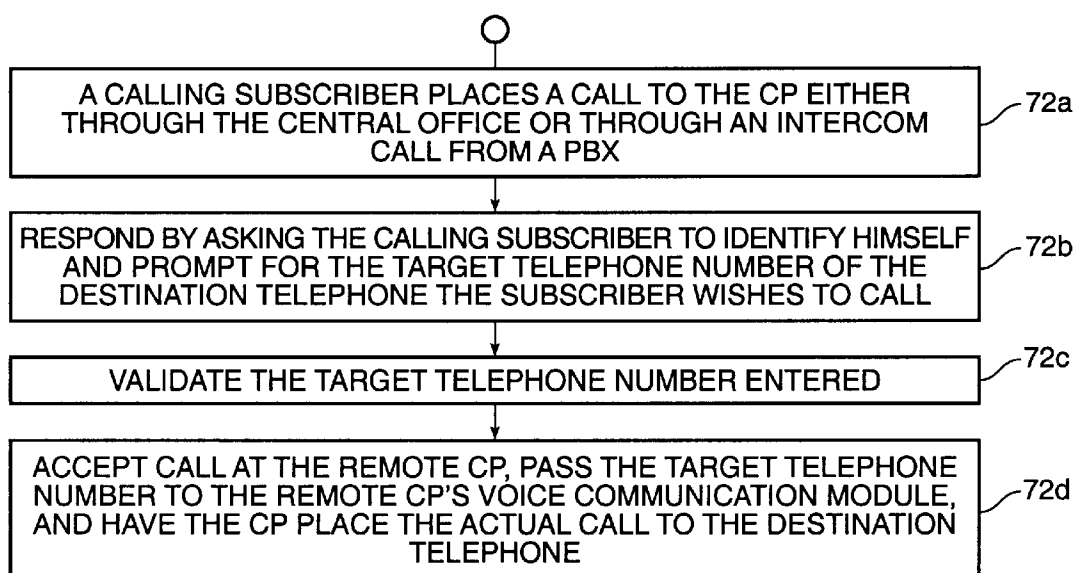 A CALLING SUBSCRIBER PLACES A CALL TO THE CP EITHER
THROUGH THE CENTRAL OFFICE OR THROUGH AN INTERCOM
CALL FROM A PBX
72a
RESPOND BY ASKING THE CALLING SUBSCRIBER TO IDENTIFY HIMSELF
AND PROMPT FOR THE TARGET TELEPHONE NUMBER OF THE
DESTINATION TELEPHONE THE SUBSCRIBER WISHES TO CALL
72b
VALIDATE THE TARGET TELEPHONE NUMBER ENTERED
72c
ACCEPT CALL AT THE REMOTE CP, PASS THE TARGET TELEPHONE
NUMBER TO THE REMOTE CP'S VOICE COMMUNICATION MODULE,
AND HAVE THE CP PLACE THE ACTUAL CALL TO THE DESTINATION
TELEPHONE
72d